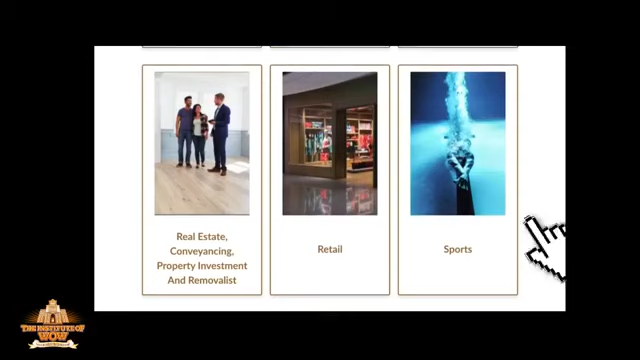 Real Estate,
Conveyancing,
Property Investment
And Removalist
Retail
Sports
THE INSTITUTE OF
WOW